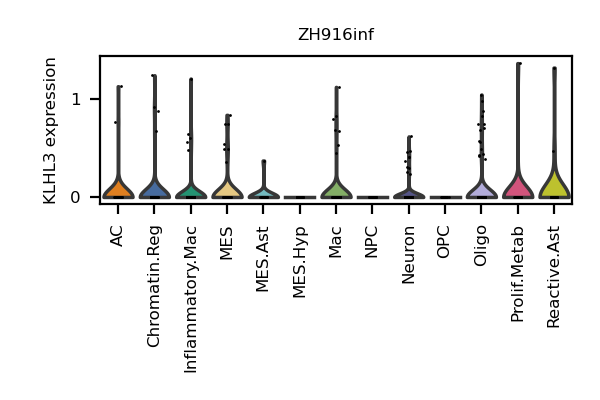 ZH916inf
KLHL3 expression
1
0
AC
Chromatin.Reg
Inflammatory.Mac
MES
MES.Ast
MES.Hyp
Mac
NPC
Neuron
OPC
Oligo
Prolif.Metab
Reactive.Ast